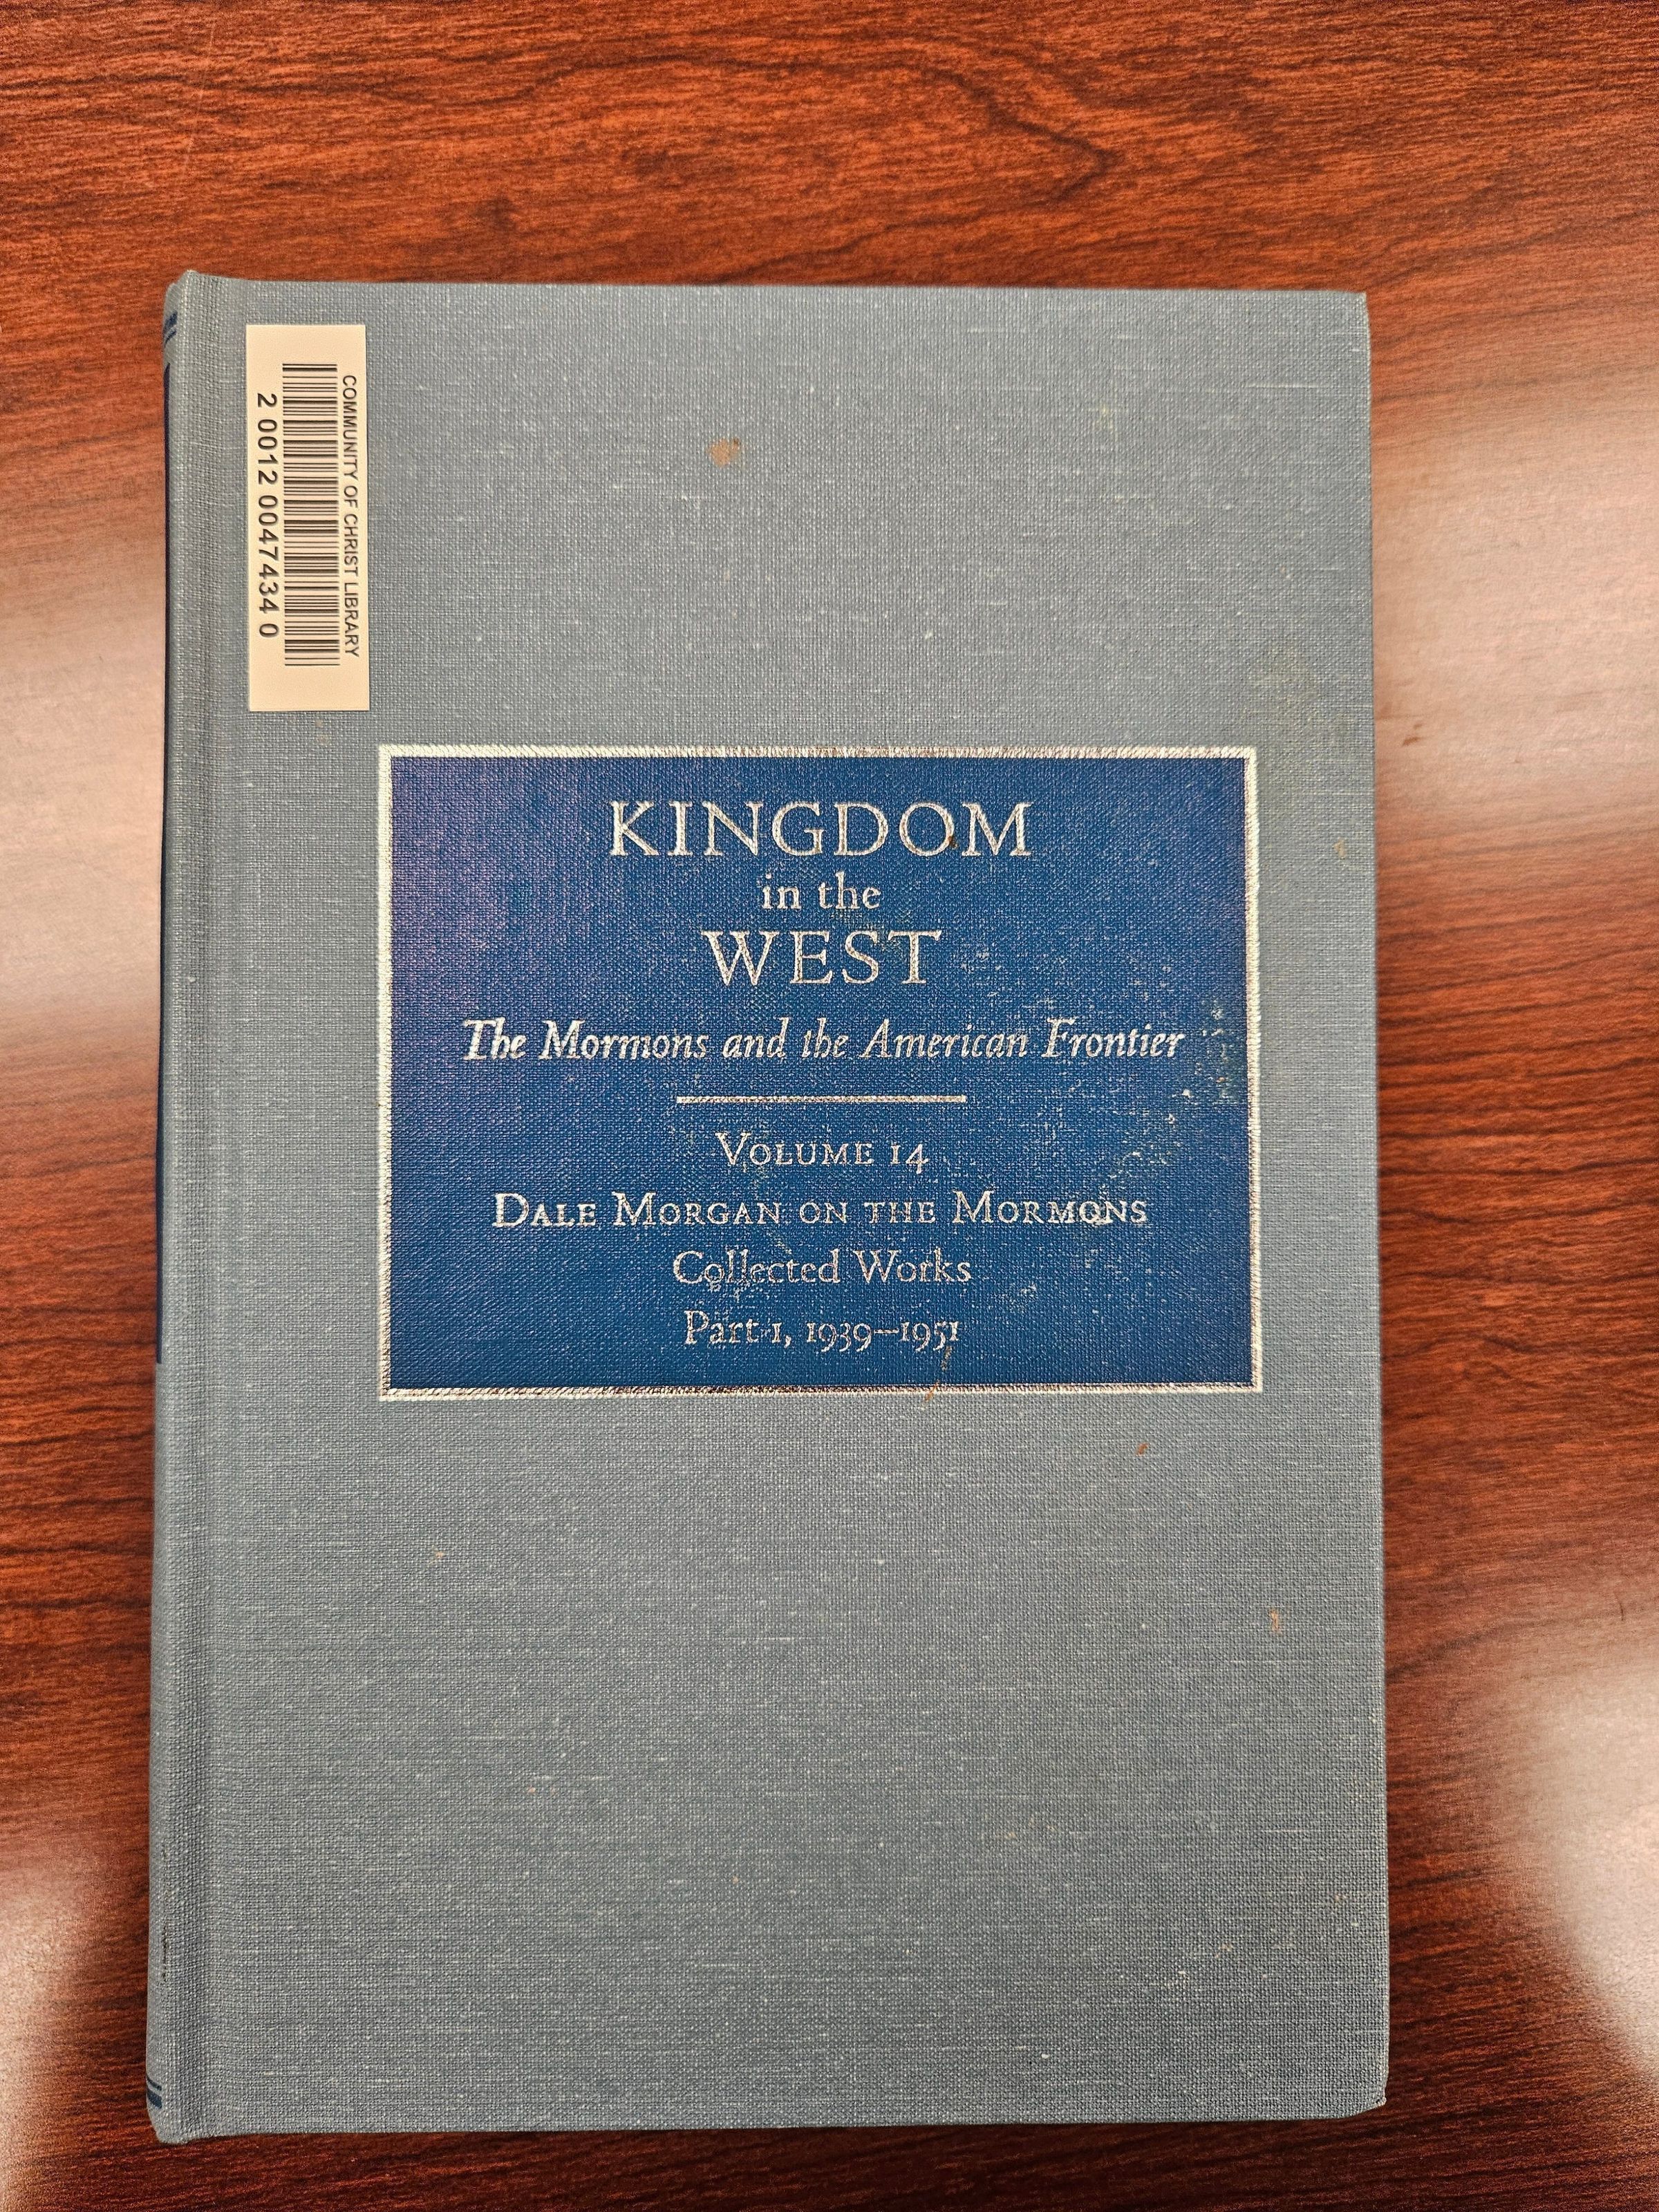 COMMUNITY OF CHRIST LIBRARY
2 0012 0047434 0
KINGDOM
in the
WEST
The Mormons and the American Frontier
VOLUME 14
DALE MORGAN ON THE MORMONS
Collected Works
Part 1, 1939–1951